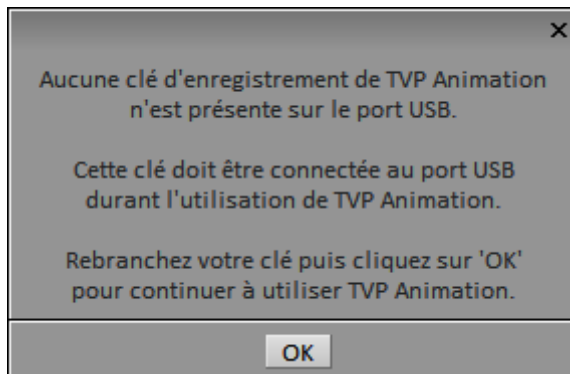 Aucune clé d'enregistrement de TVP Animation
n'est présente sur le port USB.
Cette clé doit être connectée au port USB
durant l'utilisation de TVP Animation.
Rebranchez votre clé puis cliquez sur 'OK'
pour continuer à utiliser TVP Animation.
OK